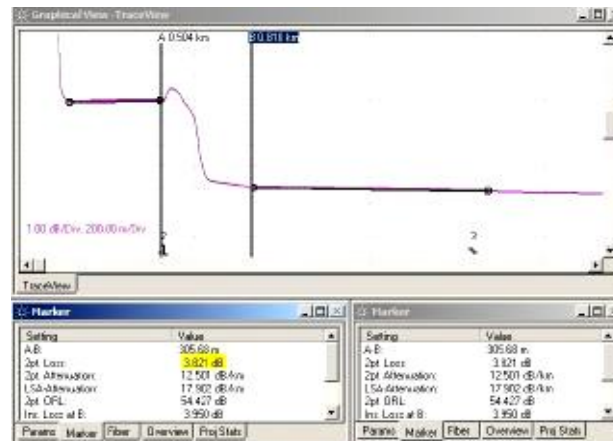 Graphical View - TraceView
A 0.504 km
B 0.810 km
1.00 dB/Div, 200.00 m/Div
2
2
TraceView
Marker
Setting Value
A-B: 305.68 m
2pt. Loss: 3.821 dB
2pt. Attenuation: 12.501 dB/km
LSA-Attenuation: 17.902 dB/km
2pt. ORL: 54.427 dB
Ins. Loss at B: 3.950 dB
Params Marker Fiber Overview Proj Stats
Marker
Setting Value
A-B: 305.68 m
2pt. Loss: 3.821 dB
2pt. Attenuation: 12.501 dB/km
LSA-Attenuation: 17.902 dB/km
2pt. ORL: 54.427 dB
Ins. Loss at B: 3.950 dB
Params Marker Fiber Overview Proj Stats